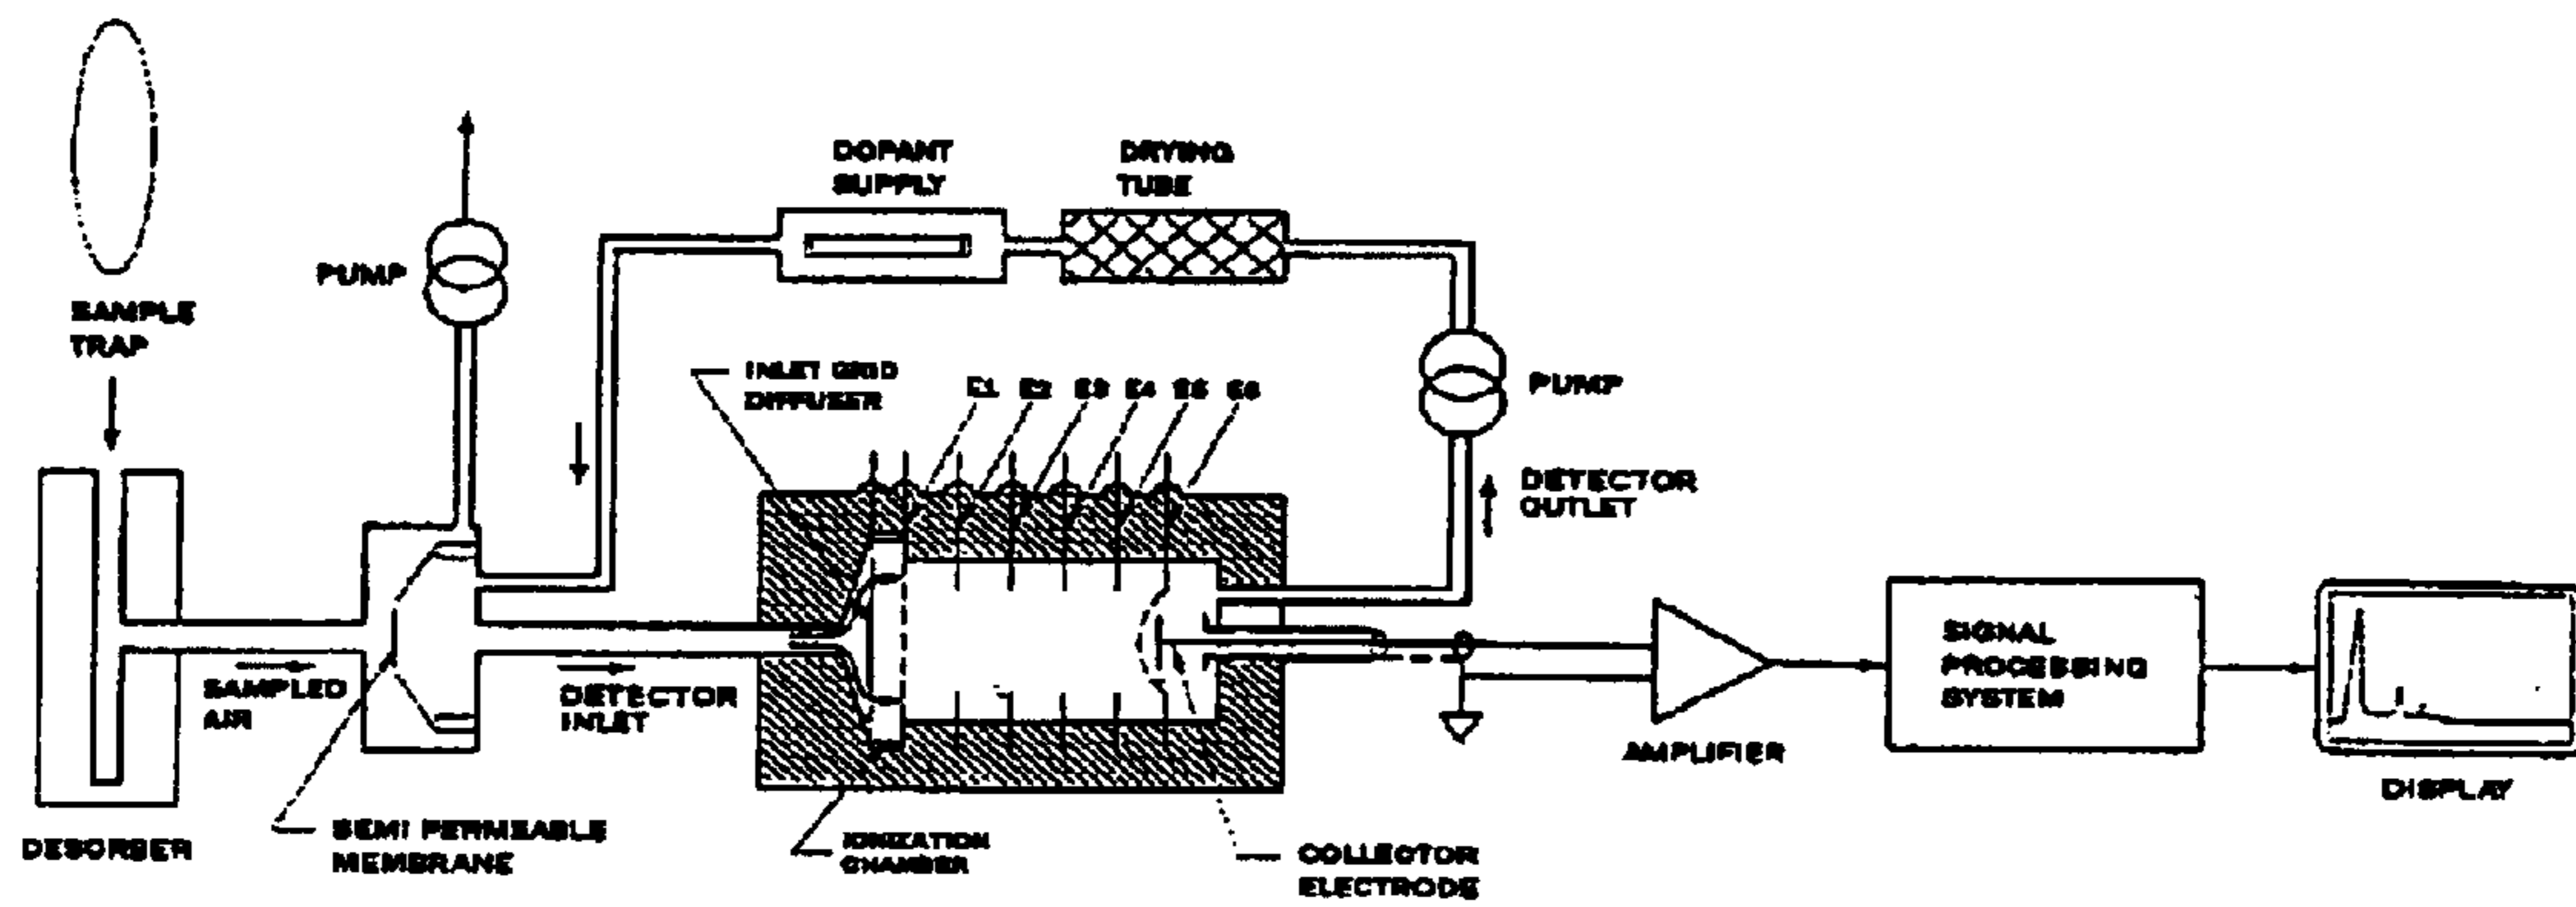 DOPANT
SUPPLY
DRYING
TUBE
PUMP
SAMPLE
TRAP
INLET GRID
DIFFUSER
E1 E2 E3 E4 E5 E6
PUMP
DETECTOR
OUTLET
SAMPLED
AIR
DETECTOR
INLET
SIGNAL
PROCESSING
SYSTEM
AMPLIFIER
DISPLAY
DESORBER
SEMI PERMEABLE
MEMBRANE
IONIZATION
CHAMBER
COLLECTOR
ELECTRODE